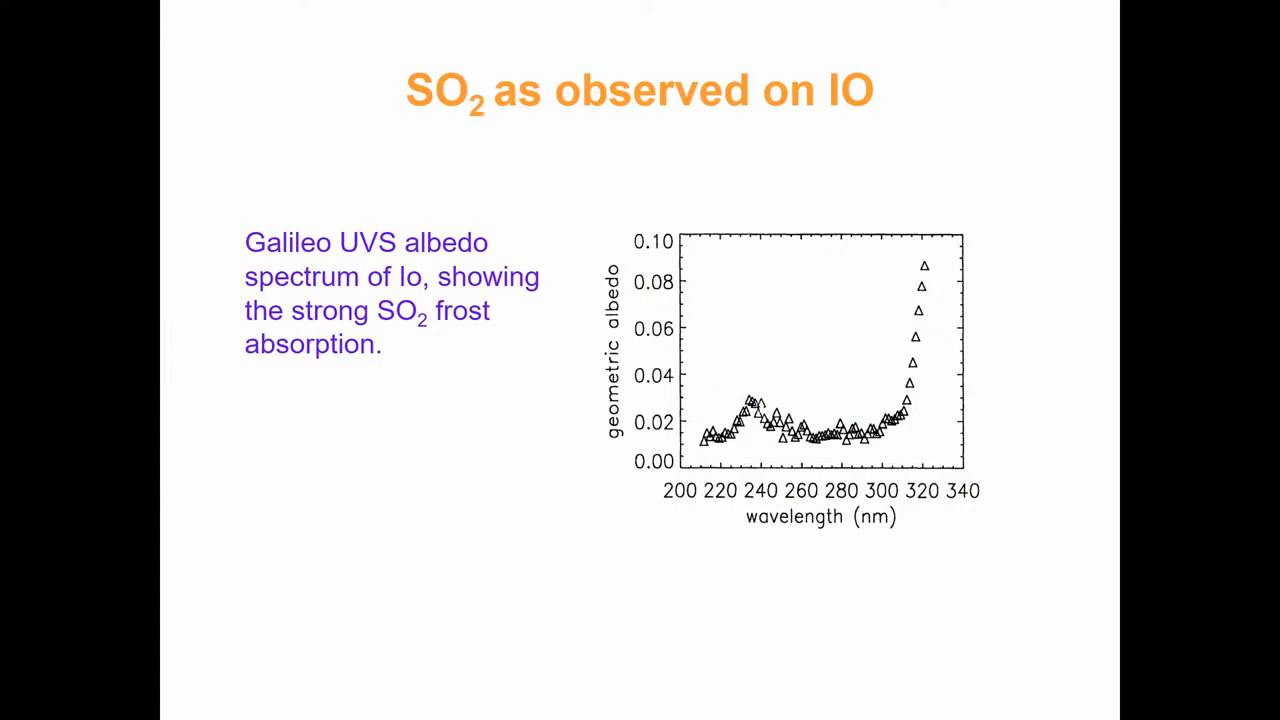 SO₂ as observed on IO
Galileo UVS albedo
spectrum of Io, showing
the strong SO₂ frost
absorption.
geometric albedo
0.10
0.08
0.06
0.04
0.02
0.00
200 220 240 260 280 300 320 340
wavelength (nm)